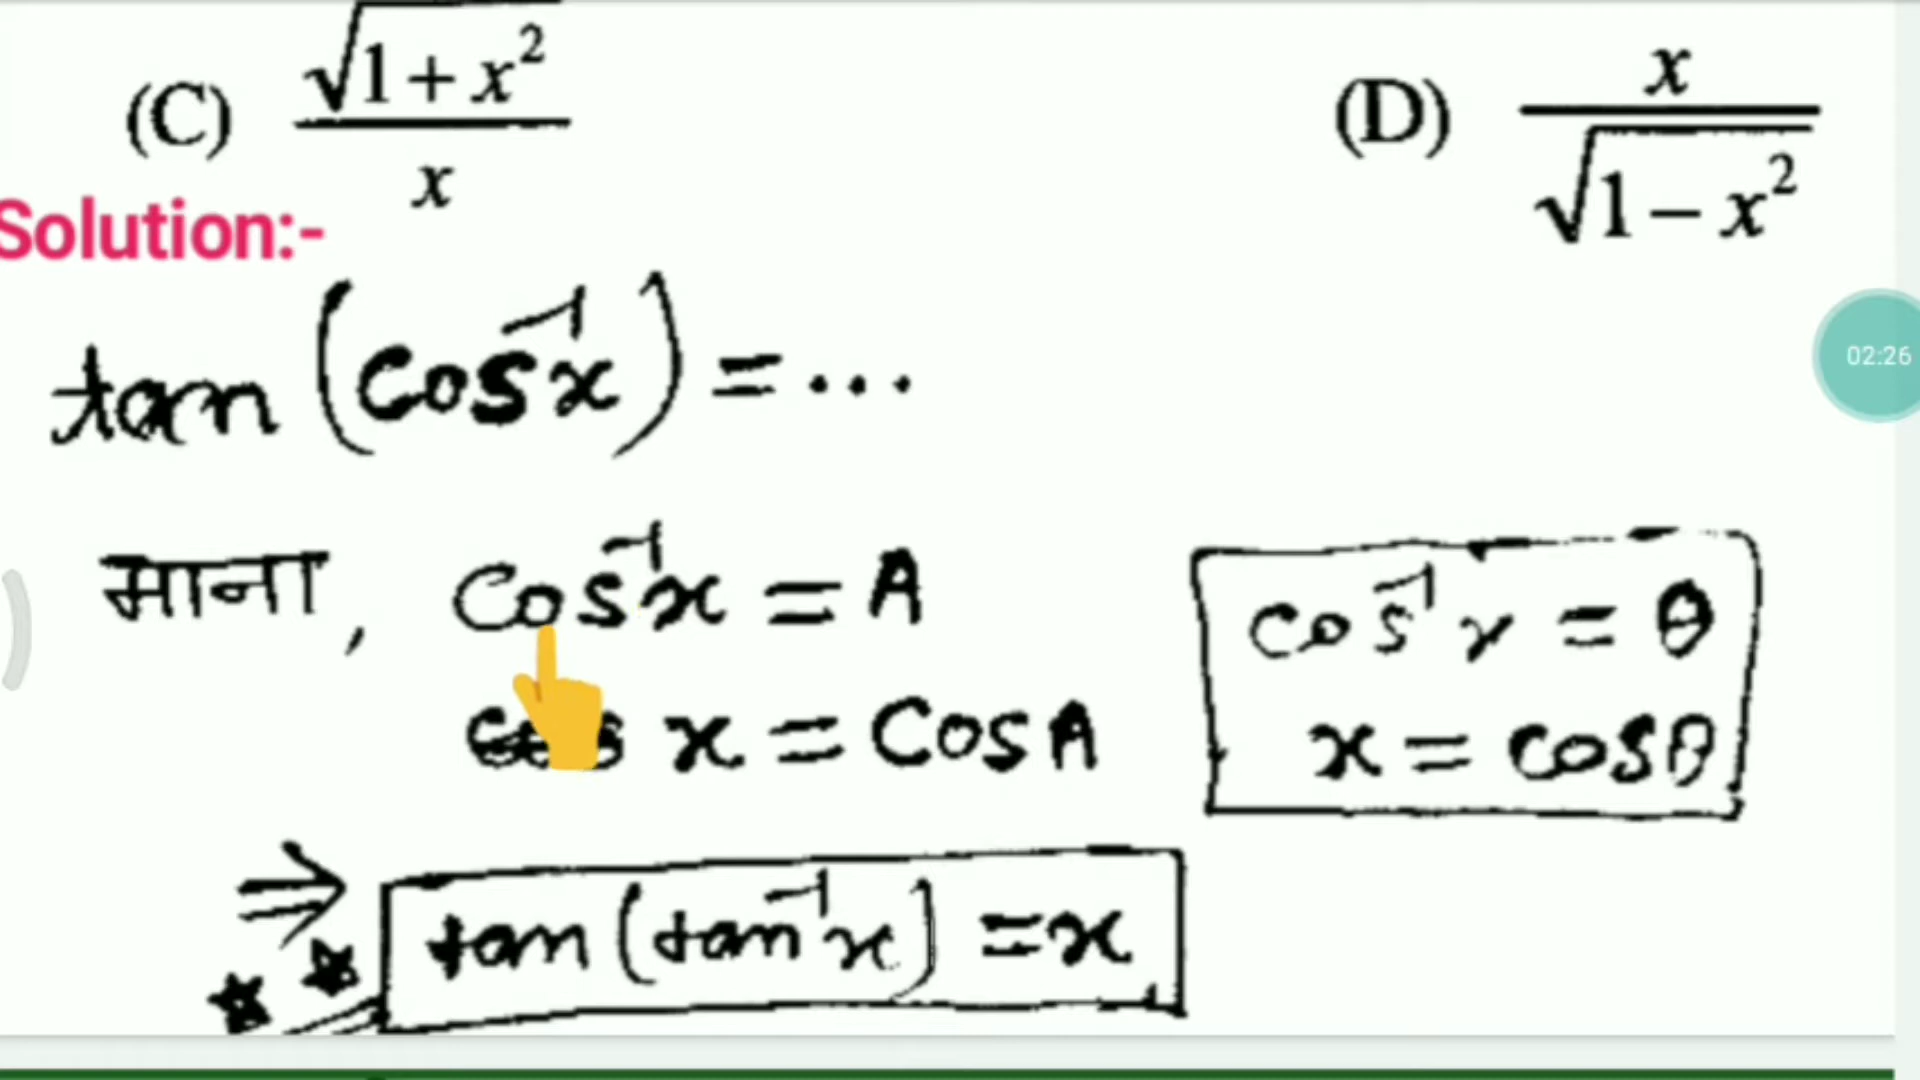 (C) √(1+x²)/x (D) x/√(1−x²)
Solution:-
tan (cos⁻¹x) = ...
02:26
माना, cos⁻¹x = A
x = cos A
cos⁻¹x = θ
x = cosθ
⇒ tan (tan⁻¹x) = x